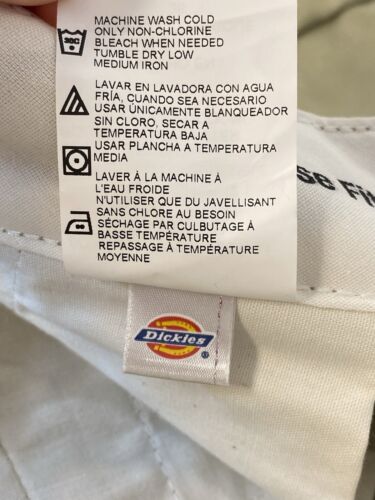 MACHINE WASH COLD
ONLY NON-CHLORINE
BLEACH WHEN NEEDED
TUMBLE DRY LOW
MEDIUM IRON
LAVAR EN LAVADORA CON AGUA
FRÍA, CUANDO SEA NECESARIO
USAR ÚNICAMENTE BLANQUEADOR
SIN CLORO, SECAR A
TEMPERATURA BAJA
USAR PLANCHA A TEMPERATURA
MEDIA
LAVER À LA MACHINE À
L'EAU FROIDE
N'UTILISER QUE DU JAVELLISANT
SANS CHLORE AU BESOIN
SÉCHAGE PAR CULBUTAGE À
BASSE TEMPÉRATURE
REPASSAGE À TEMPÉRATURE
MOYENNE
30C
se Fi
Dickies
®